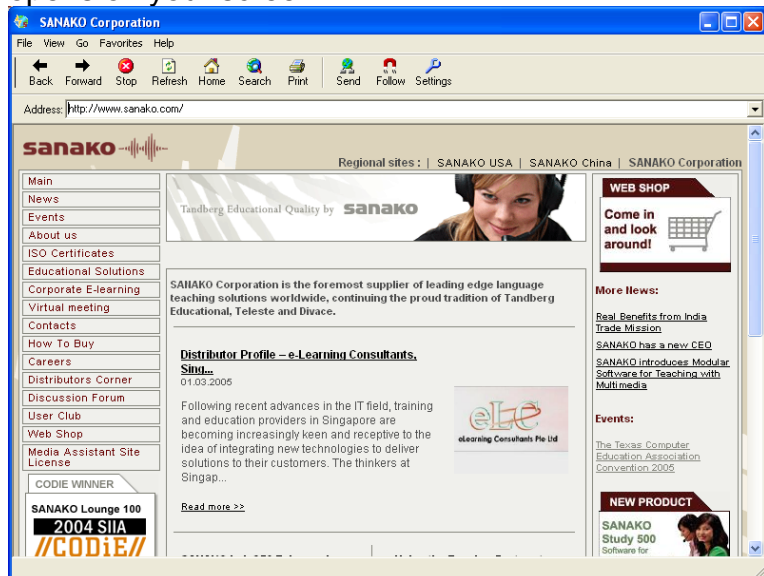 SANAKO Corporation
File View Go Favorites Help
Back Forward Stop Refresh Home Search Print Send Follow Settings
Address: http://www.sanako.com/
sanako
Regional sites : | SANAKO USA | SANAKO China | SANAKO Corporation
Main
News
Events
About us
ISO Certificates
Educational Solutions
Corporate E-learning
Virtual meeting
Contacts
How To Buy
Careers
Distributors Corner
Discussion Forum
User Club
Web Shop
Media Assistant Site
License
CODIE WINNER
SANAKO Lounge 100
2004 SIIA
//CODiE//
Tandberg Educational Quality by sanako
SANAKO Corporation is the foremost supplier of leading edge language
teaching solutions worldwide, continuing the proud tradition of Tandberg
Educational, Teleste and Divace.
Distributor Profile – e-Learning Consultants,
Sing...
01.03.2005
Following recent advances in the IT field, training
and education providers in Singapore are
becoming increasingly keen and receptive to the
idea of integrating new technologies to deliver
solutions to their customers. The thinkers at
Singap...
eLC
eLearning Consultants Pte Ltd
Read more >>
WEB SHOP
Come in
and look
around!
More News:
Real Benefits from India
Trade Mission
SANAKO has a new CEO
SANAKO introduces Modular
Software for Teaching with
Multimedia
Events:
The Texas Computer
Education Association
Convention 2005
NEW PRODUCT
SANAKO
Study 500
Software for